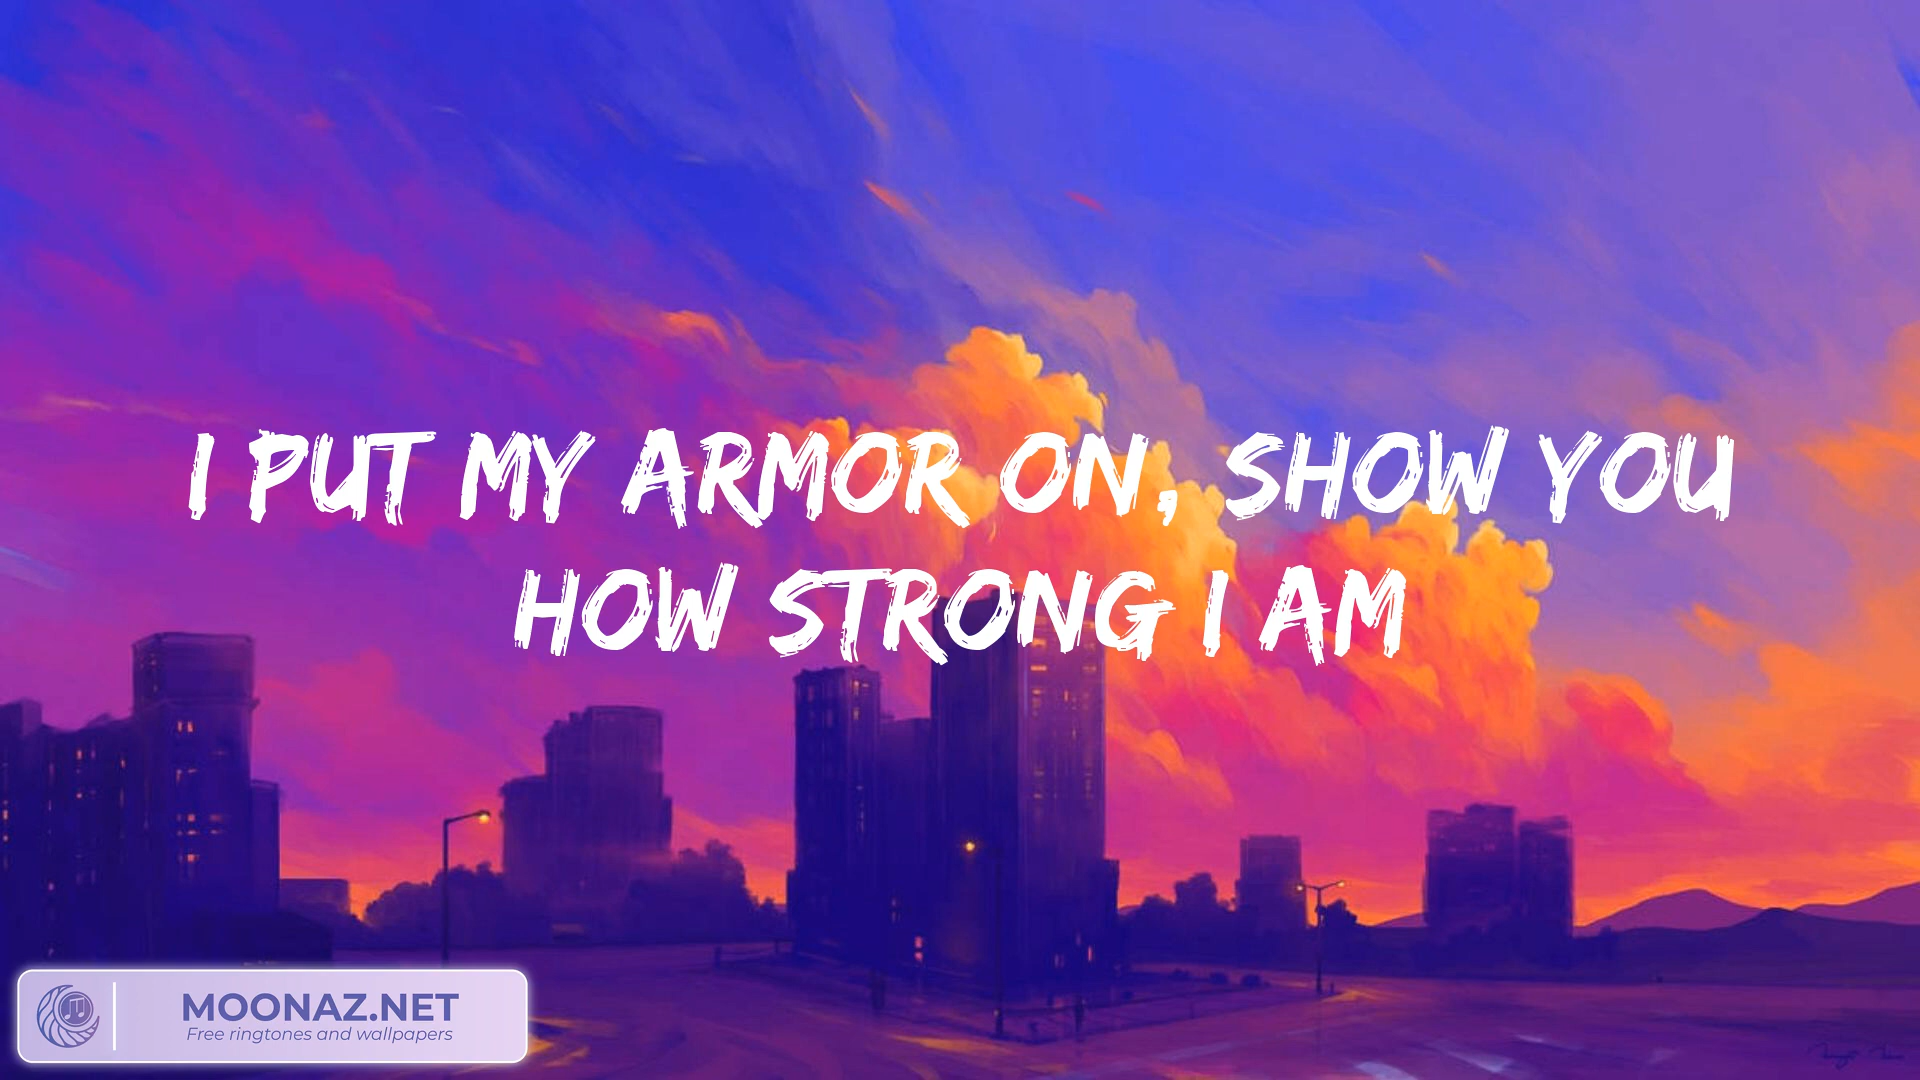 I PUT MY ARMOR ON, SHOW YOU
HOW STRONG I AM
MOONAZ.NET
Free ringtones and wallpapers